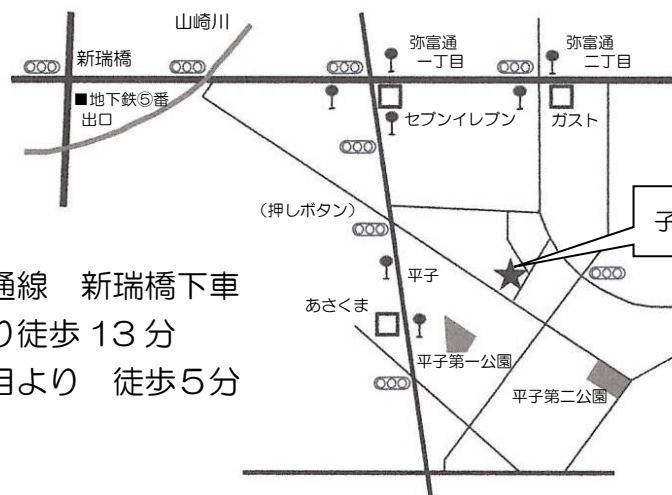 山崎川
新瑞橋
弥富通
一丁目
弥富通
二丁目
■地下鉄⑤番
出口
セブンイレブン
ガスト
(押しボタン)
子
平子
あさくま
平子第一公園
平子第二公園
通線 新瑞橋下車
り徒歩 13 分
目より 徒歩5分